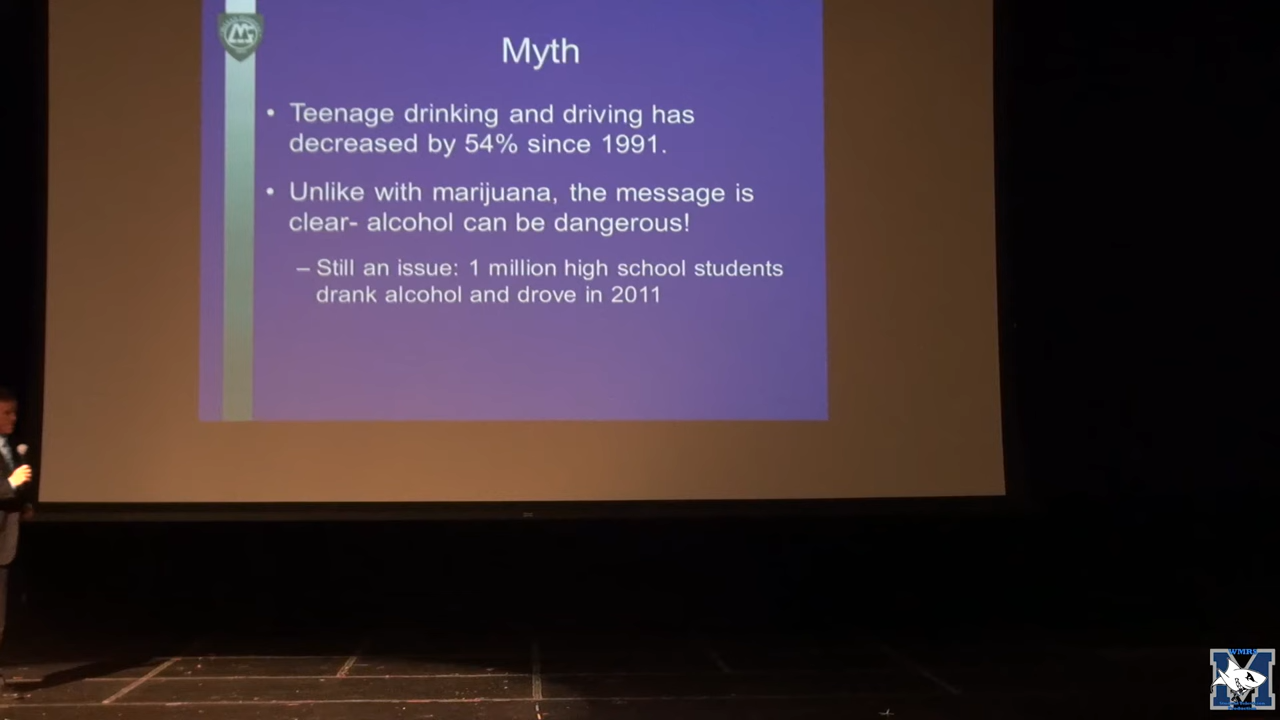 Myth
• Teenage drinking and driving has
decreased by 54% since 1991.
• Unlike with marijuana, the message is
clear- alcohol can be dangerous!
– Still an issue: 1 million high school students
drank alcohol and drove in 2011
WMRS
M